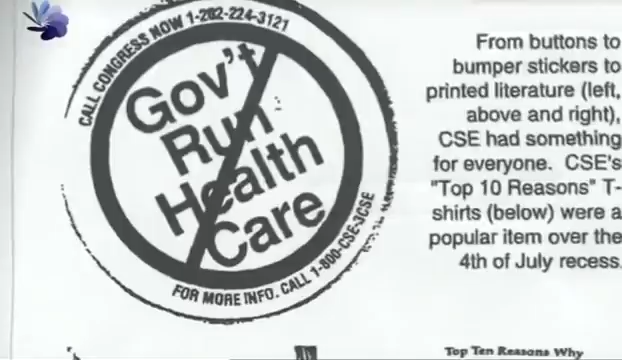 CALL CONGRESS NOW 1-202-224-3121
Gov't
Run
Health
Care
FOR MORE INFO. CALL 1-800-CSE-3CSE
From buttons to
bumper stickers to
printed literature (left,
above and right),
CSE had something
for everyone. CSE's
"Top 10 Reasons" T-
shirts (below) were a
popular item over the
4th of July recess.
Top Ten Reasons Why